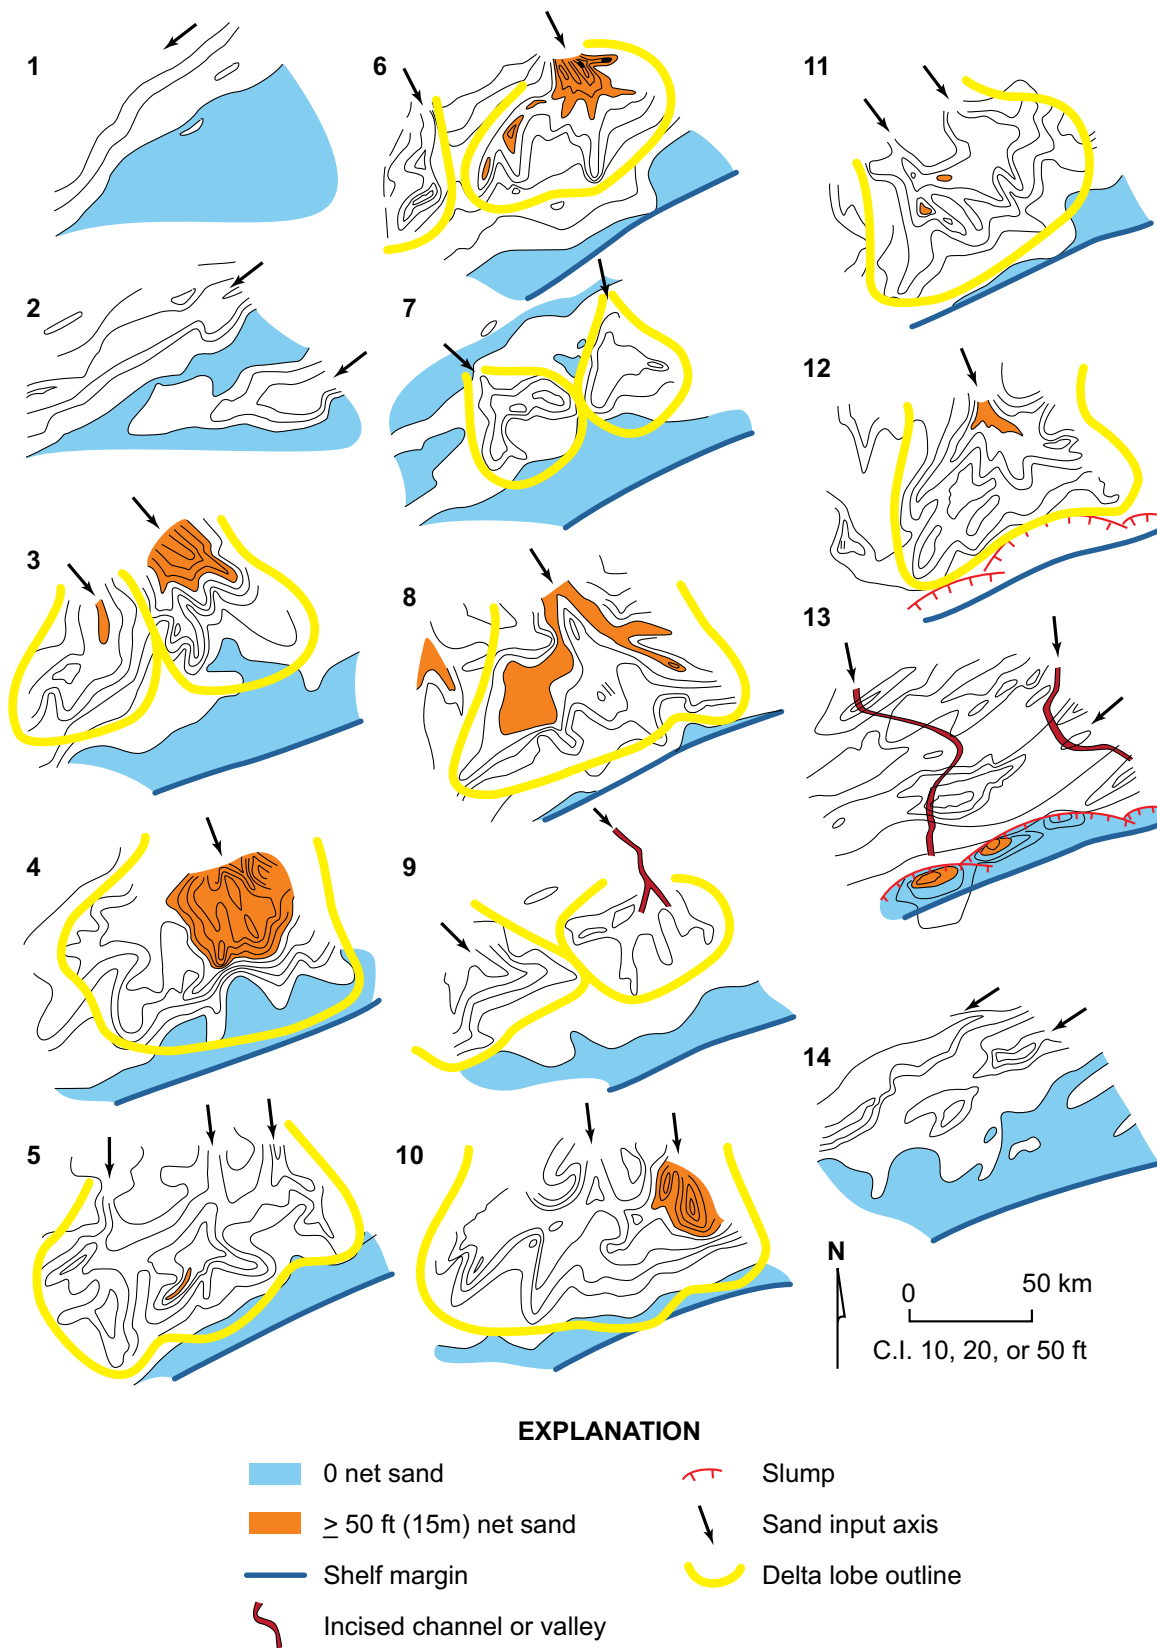 1
2
3
4
5
6
7
8
9
10
11
12
13
14
N
0
50 km
C.I. 10, 20, or 50 ft
EXPLANATION
0 net sand
≥ 50 ft (15m) net sand
Shelf margin
Incised channel or valley
Slump
Sand input axis
Delta lobe outline